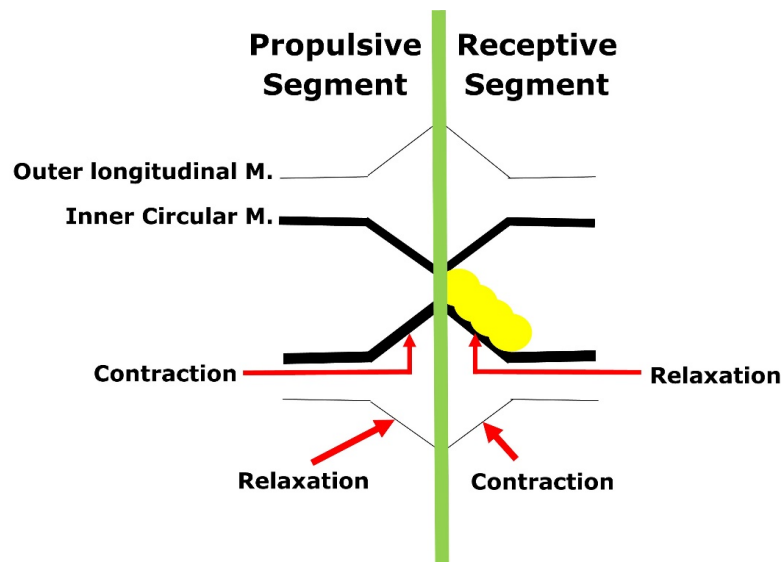 Propulsive
Segment
Receptive
Segment
Outer longitudinal M.
Inner Circular M.
Contraction
Relaxation
Relaxation
Contraction